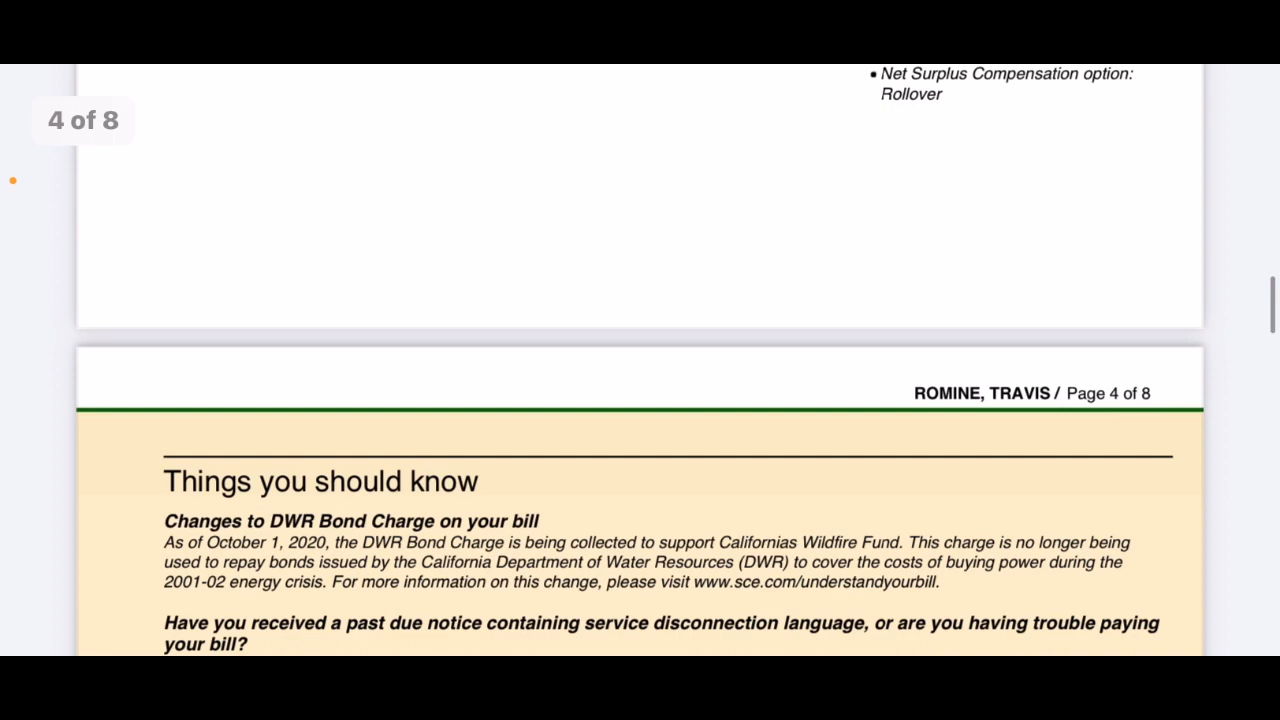 • Net Surplus Compensation option:
Rollover
4 of 8
ROMINE, TRAVIS / Page 4 of 8
Things you should know
Changes to DWR Bond Charge on your bill
As of October 1, 2020, the DWR Bond Charge is being collected to support Californias Wildfire Fund. This charge is no longer being
used to repay bonds issued by the California Department of Water Resources (DWR) to cover the costs of buying power during the
2001-02 energy crisis. For more information on this change, please visit www.sce.com/understandyourbill.
Have you received a past due notice containing service disconnection language, or are you having trouble paying
your bill?